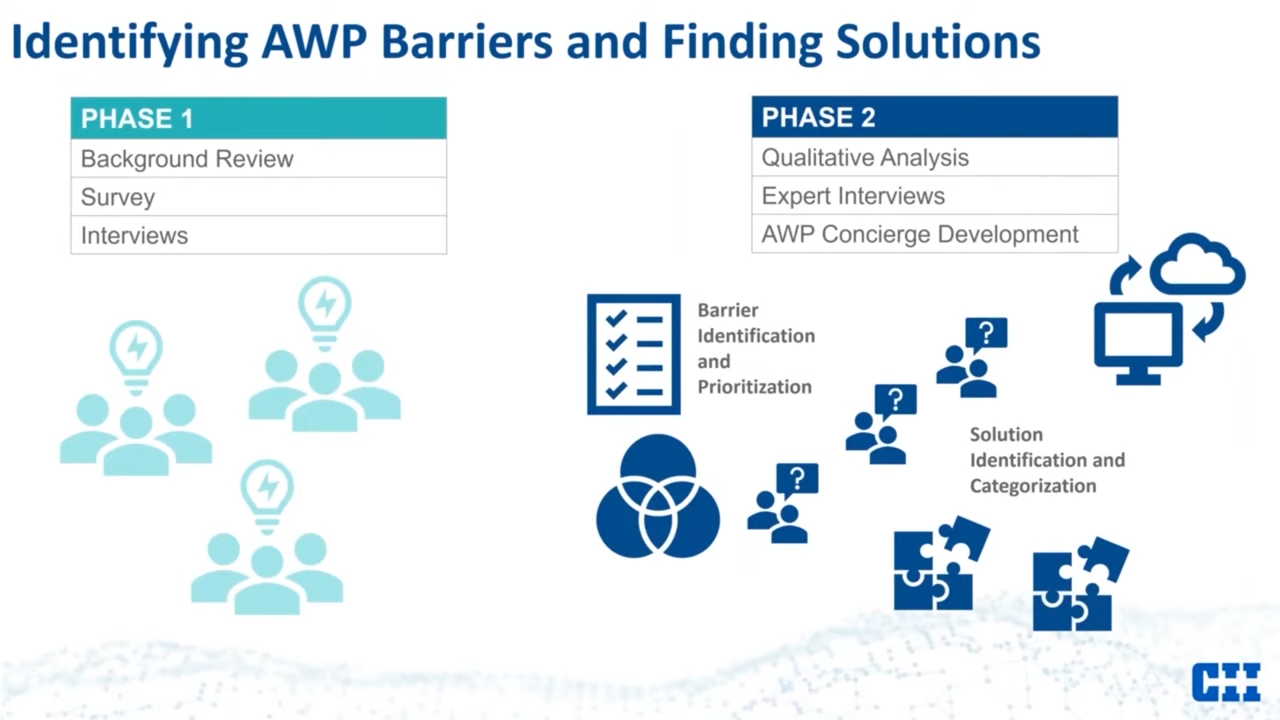 Identifying AWP Barriers and Finding Solutions
PHASE 1
Background Review
Survey
Interviews
PHASE 2
Qualitative Analysis
Expert Interviews
AWP Concierge Development
Barrier
Identification
and
Prioritization
?
?
?
Solution
Identification and
Categorization
CII